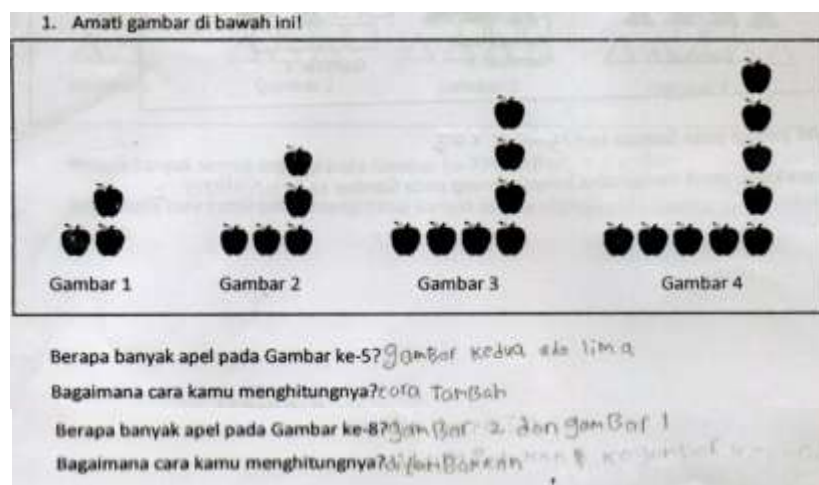 1. Amati gambar di bawah ini!
Gambar 1 Gambar 2 Gambar 3 Gambar 4
Berapa banyak apel pada Gambar ke-5? gambar kedua ada lima
Bagaimana cara kamu menghitungnya? cara Tambah
Berapa banyak apel pada Gambar ke-8? gambar 2 dan gambar 1
Bagaimana cara kamu menghitungnya?